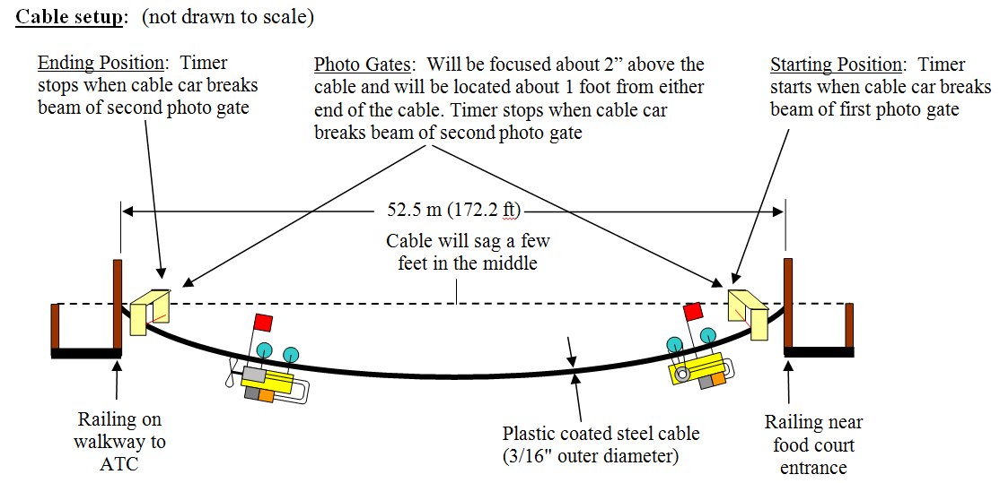 Cable setup:  (not drawn to scale)
Ending Position:  Timer
stops when cable car breaks
beam of second photo gate
Photo Gates:  Will be focused about 2” above the
cable and will be located about 1 foot from either
end of the cable. Timer stops when cable car
breaks beam of second photo gate
Starting Position:  Timer
starts when cable car breaks
beam of first photo gate
52.5 m (172.2 ft)
Cable will sag a few
feet in the middle
Railing on
walkway to
ATC
Plastic coated steel cable
(3/16" outer diameter)
Railing near
food court
entrance